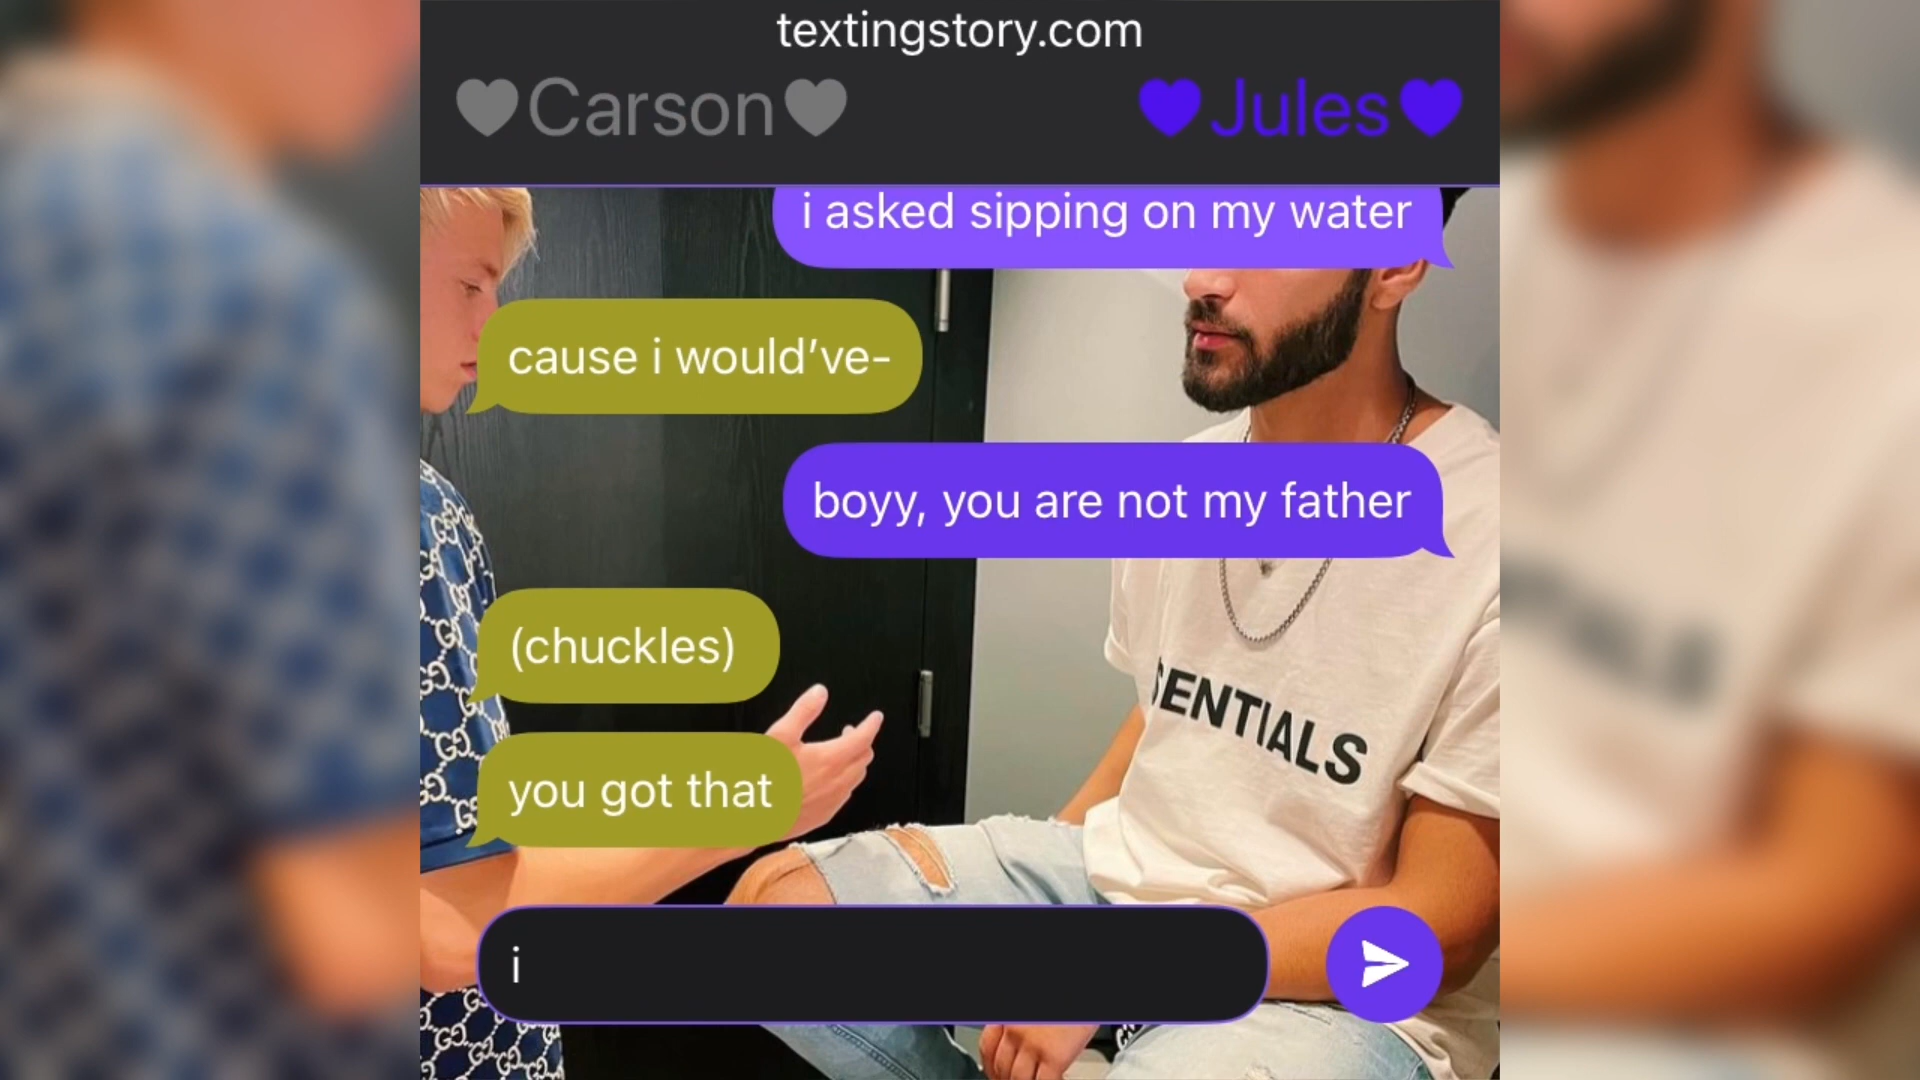 textingstory.com
🖤Carson🖤 💜Jules💜
i asked sipping on my water
cause i would’ve-
boyy, you are not my father
(chuckles)
you got that
SENTIALS
i